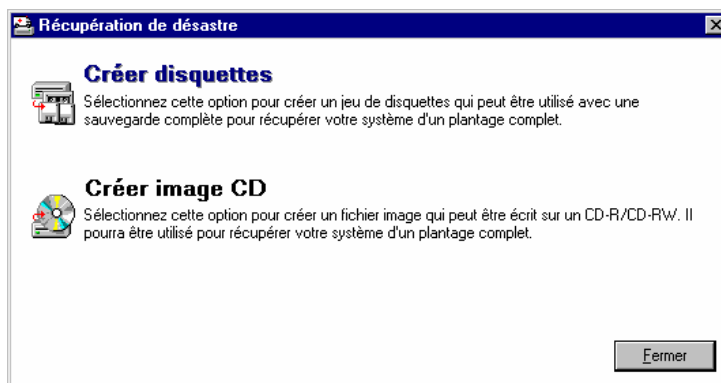 Récupération de désastre
Créer disquettes
Sélectionnez cette option pour créer un jeu de disquettes qui peut être utilisé avec une
sauvegarde complète pour récupérer votre système d'un plantage complet.
Créer image CD
Sélectionnez cette option pour créer un fichier image qui peut être écrit sur un CD-R/CD-RW. Il
pourra être utilisé pour récupérer votre système d'un plantage complet.
Fermer